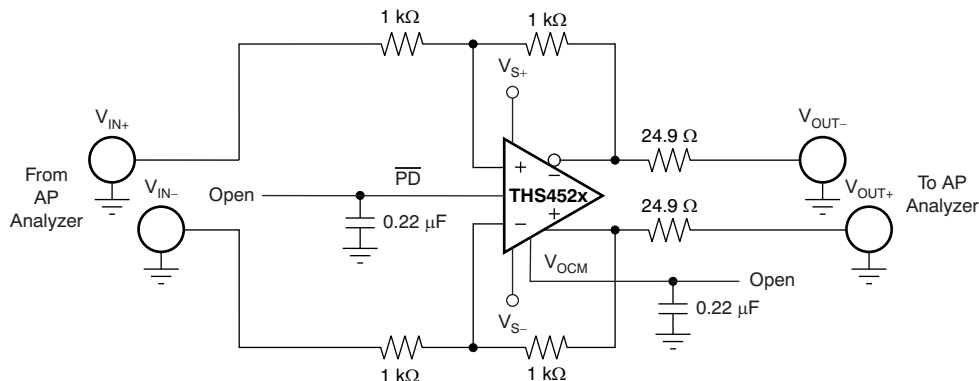 1 kΩ
1 kΩ
V_S+
V_IN+
V_OUT−
24.9 Ω
From
AP
Analyzer
V_IN−
Open
PD
+
−
THS452x
+
−
V_OUT+
To AP
Analyzer
0.22 μF
24.9 Ω
V_OCM
Open
V_S−
0.22 μF
1 kΩ
1 kΩ